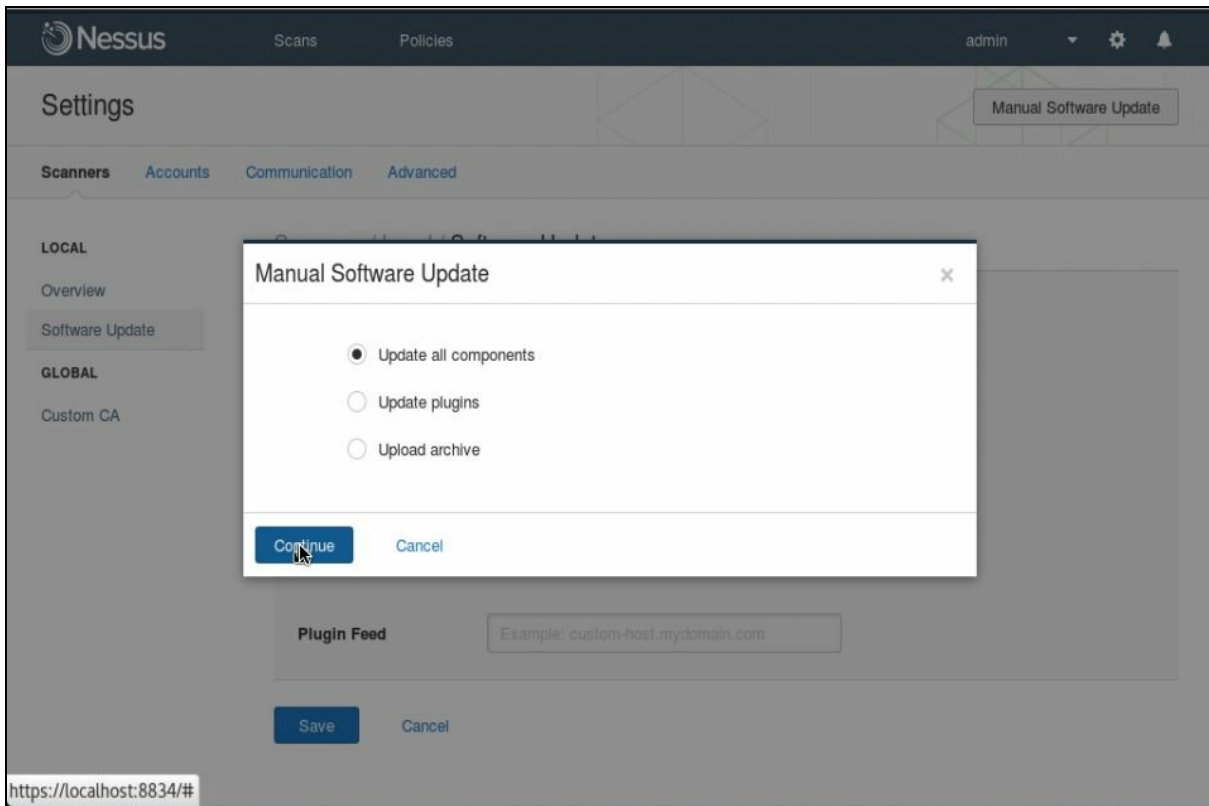 Nessus Scans Policies admin
Settings
Manual Software Update
Scanners Accounts Communication Advanced
LOCAL
Overview
Software Update
GLOBAL
Custom CA
Manual Software Update ×
Update all components
Update plugins
Upload archive
Continue Cancel
Plugin Feed Example: custom-host.mydomain.com
Save Cancel
https://localhost:8834/#